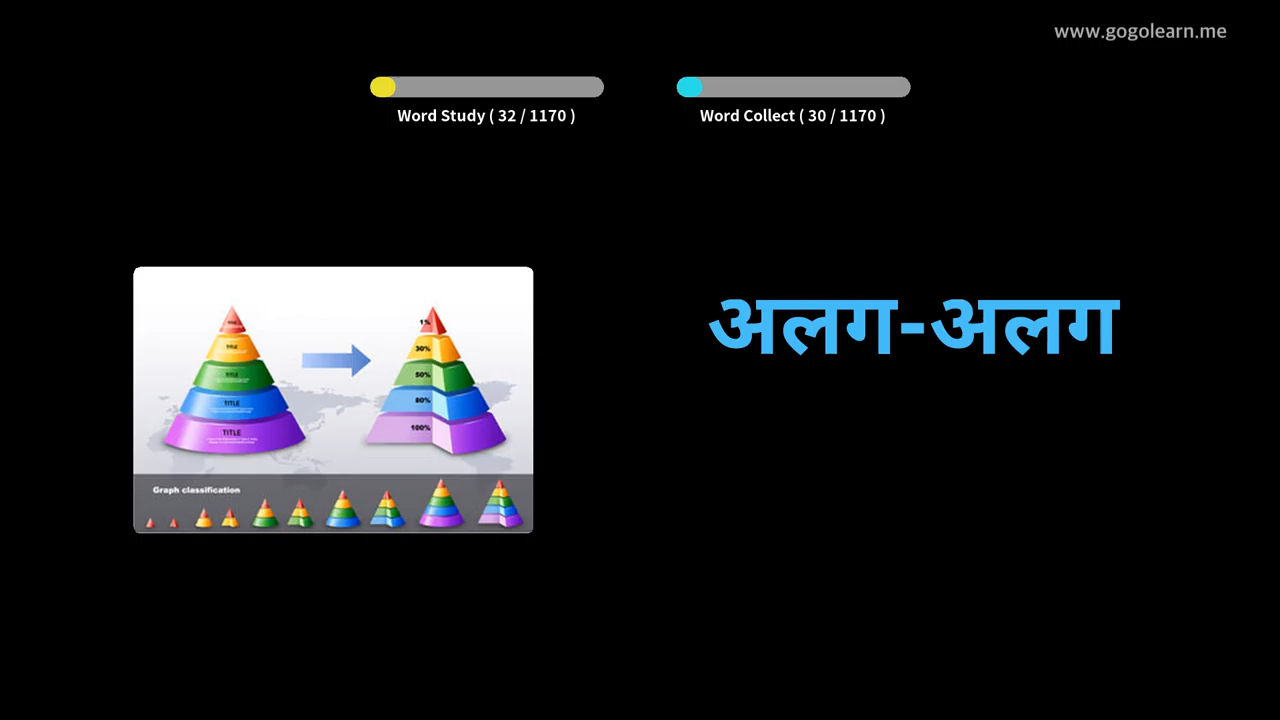 www.gogolearn.me
Word Study ( 32 / 1170 )
Word Collect ( 30 / 1170 )
अलग-अलग
TITLE
TITLE
TITLE
TITLE
1%
30%
50%
80%
100%
Graph classification